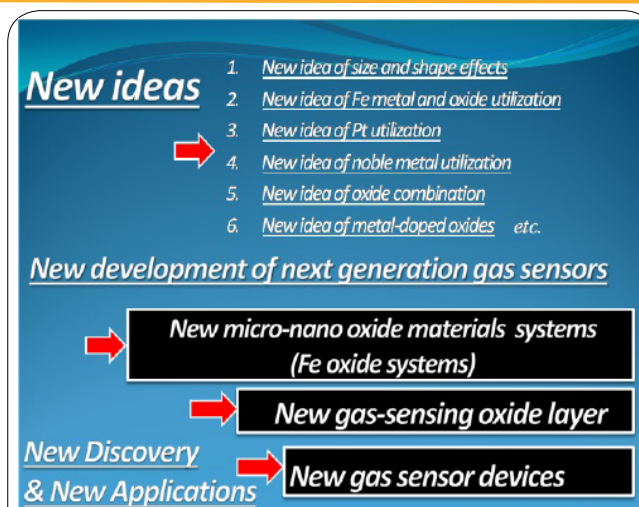 New ideas
1. New idea of size and shape effects
2. New idea of Fe metal and oxide utilization
3. New idea of Pt utilization
4. New idea of noble metal utilization
5. New idea of oxide combination
6. New idea of metal-doped oxides etc.
New development of next generation gas sensors
New micro-nano oxide materials systems
(Fe oxide systems)
New gas-sensing oxide layer
New Discovery
& New Applications
New gas sensor devices